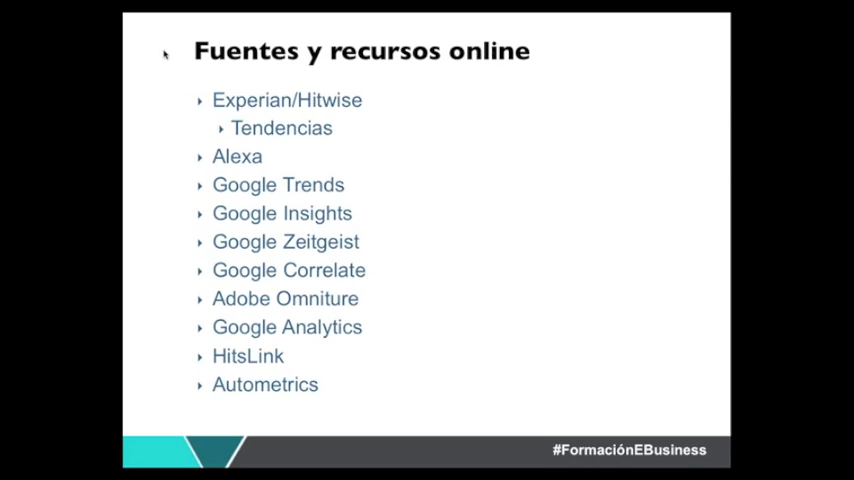 Fuentes y recursos online
Experian/Hitwise
Tendencias
Alexa
Google Trends
Google Insights
Google Zeitgeist
Google Correlate
Adobe Omniture
Google Analytics
HitsLink
Autometrics
#FormaciónEBusiness